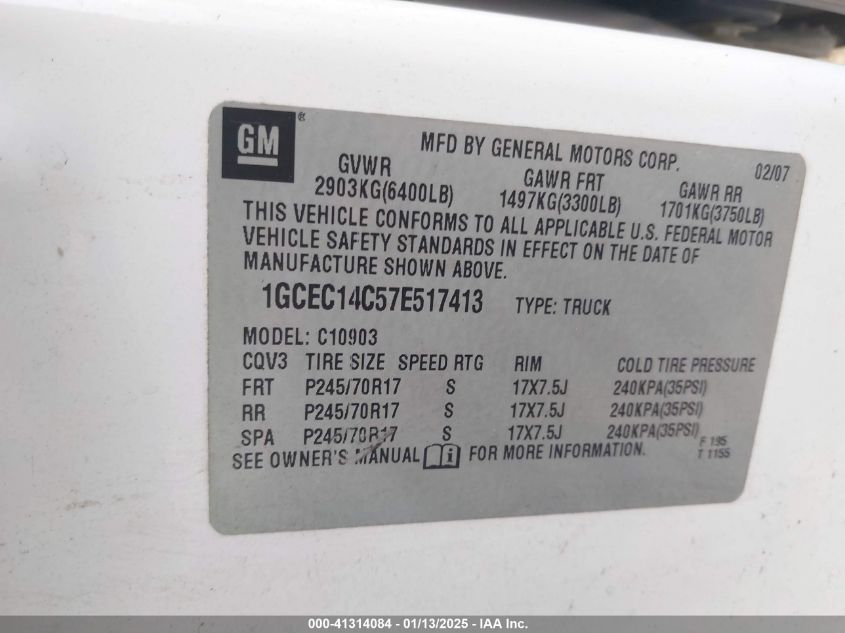 GM®
MFD BY GENERAL MOTORS CORP. 02/07
GVWR GAWR FRT GAWR RR
2903KG(6400LB) 1497KG(3300LB) 1701KG(3750LB)
THIS VEHICLE CONFORMS TO ALL APPLICABLE U.S. FEDERAL MOTOR
VEHICLE SAFETY STANDARDS IN EFFECT ON THE DATE OF
MANUFACTURE SHOWN ABOVE.
1GCEC14C57E517413 TYPE: TRUCK
MODEL: C10903
CQV3 TIRE SIZE SPEED RTG RIM COLD TIRE PRESSURE
FRT P245/70R17 S 17X7.5J 240KPA(35PSI)
RR P245/70R17 S 17X7.5J 240KPA(35PSI)
SPA P245/70R17 S 17X7.5J 240KPA(35PSI)
SEE OWNER'S MANUAL i FOR MORE INFORMATION.
F 195
T 1155
000-41314084 - 01/13/2025 - IAA Inc.